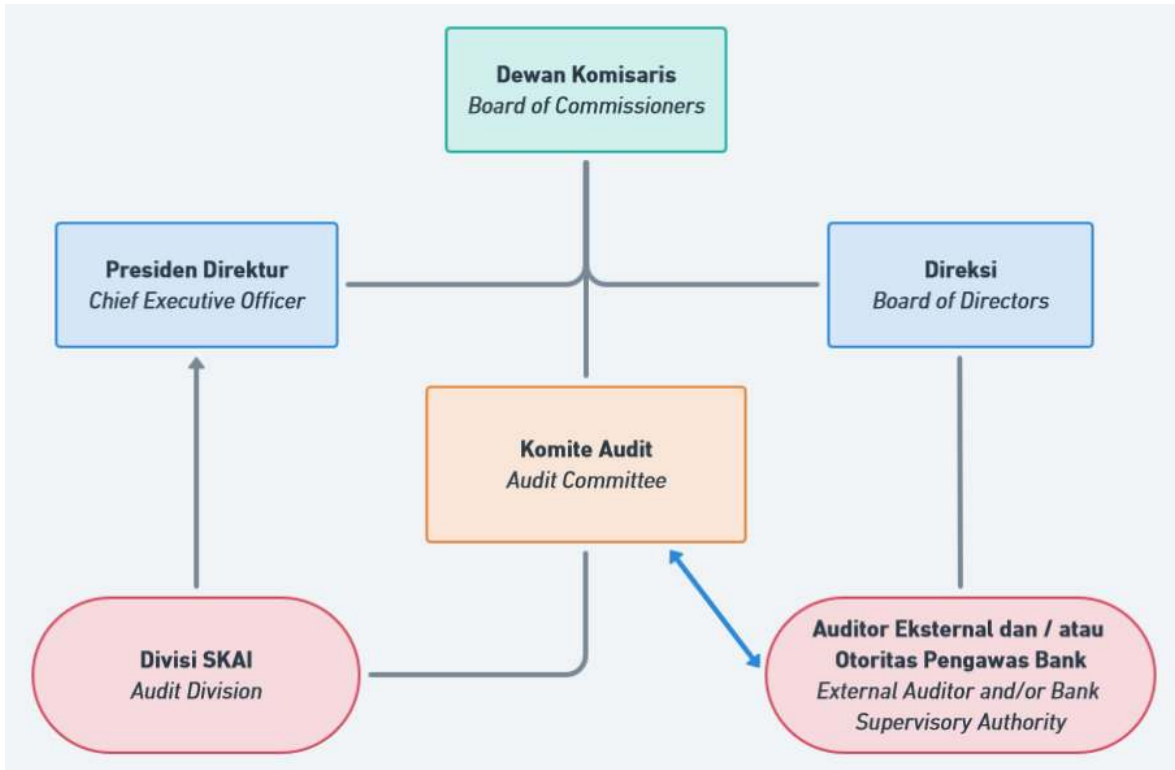 Dewan Komisaris
Board of Commissioners
Presiden Direktur
Chief Executive Officer
Direksi
Board of Directors
Komite Audit
Audit Committee
Divisi SKAI
Audit Division
Auditor Eksternal dan / atau
Otoritas Pengawas Bank
External Auditor and/or Bank
Supervisory Authority